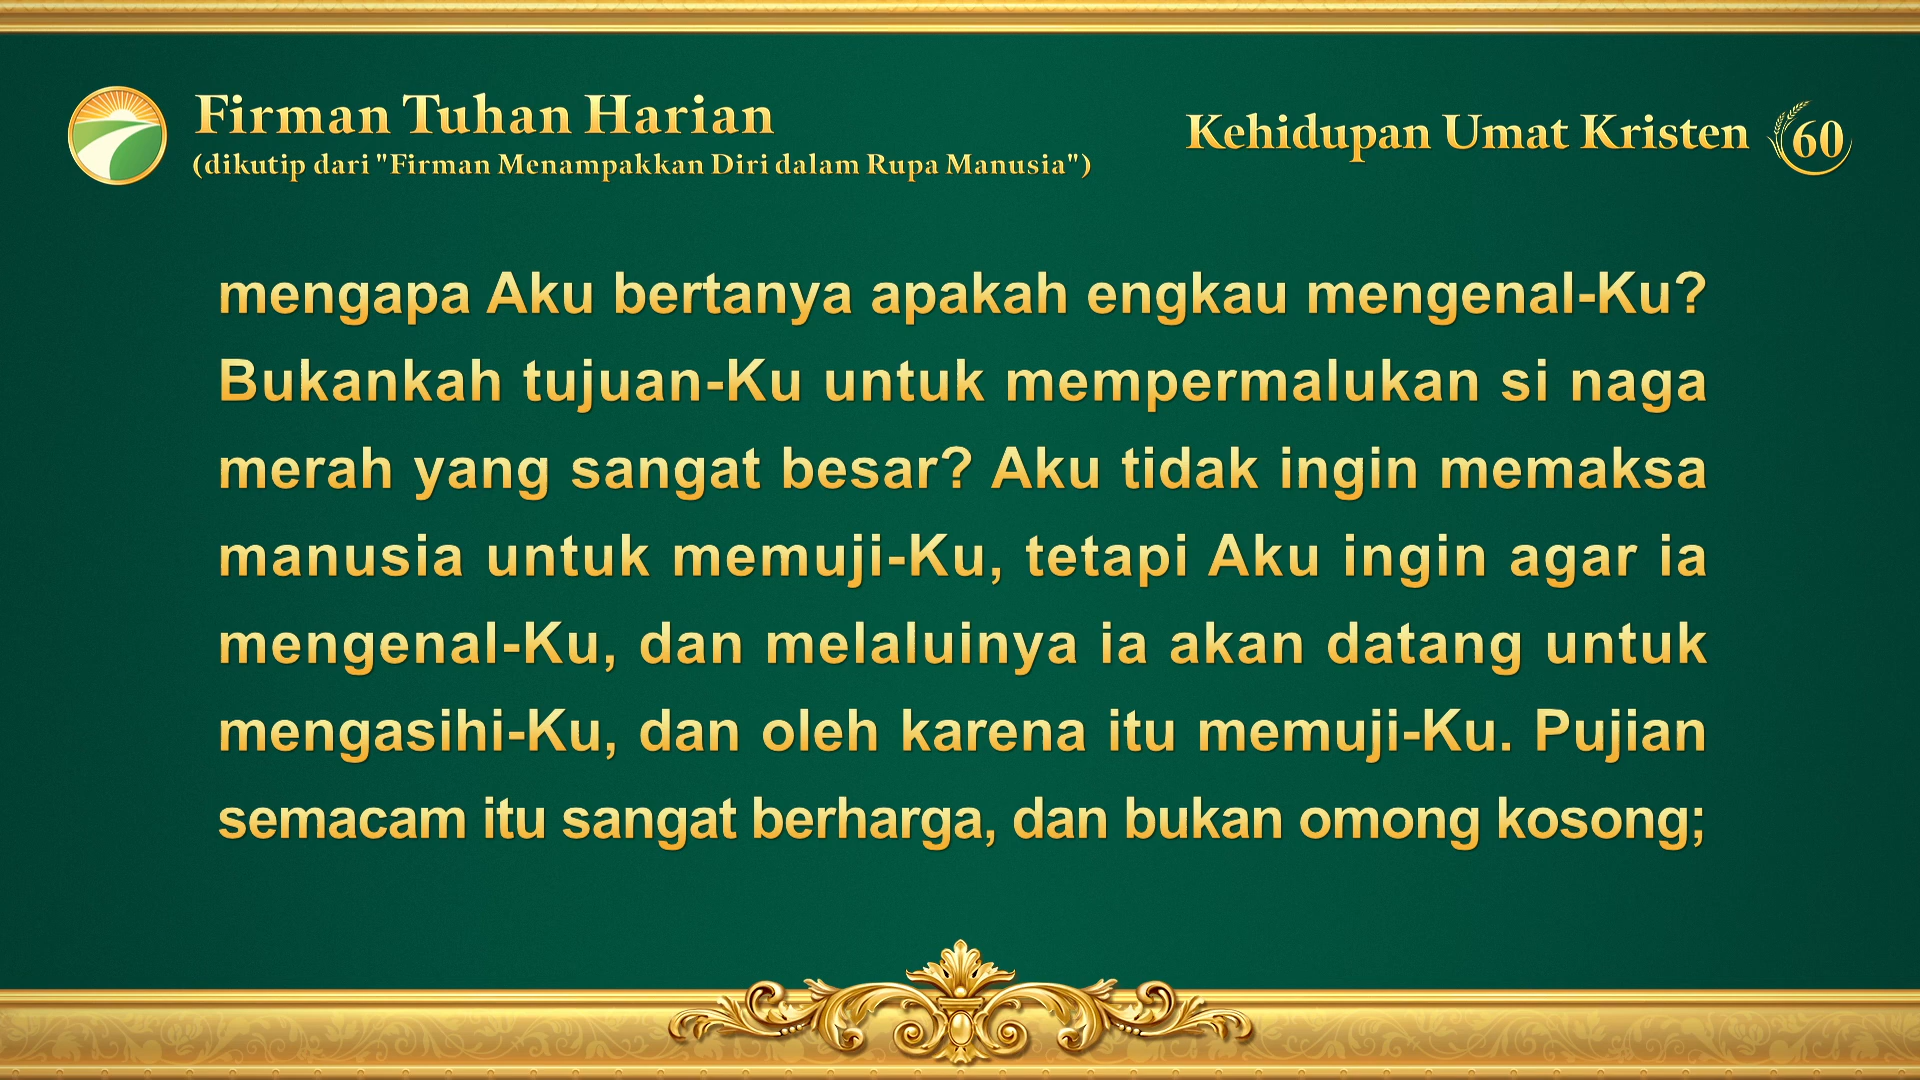 Firman Tuhan Harian
(dikutip dari "Firman Menampakkan Diri dalam Rupa Manusia")
Kehidupan Umat Kristen 60
mengapa Aku bertanya apakah engkau mengenal-Ku?
Bukankah tujuan-Ku untuk mempermalukan si naga
merah yang sangat besar? Aku tidak ingin memaksa
manusia untuk memuji-Ku, tetapi Aku ingin agar ia
mengenal-Ku, dan melaluinya ia akan datang untuk
mengasihi-Ku, dan oleh karena itu memuji-Ku. Pujian
semacam itu sangat berharga, dan bukan omong kosong;